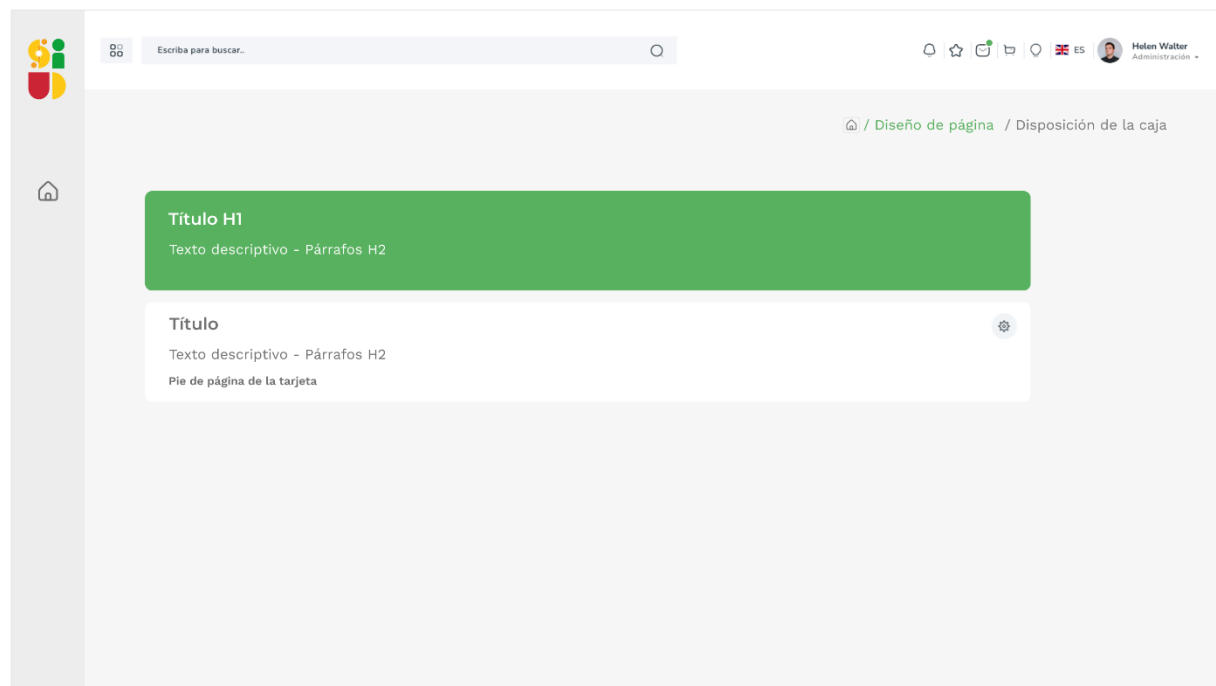 SiUD
Escriba para buscar..
ES
Helen Walter
Administración
/ Diseño de página / Disposición de la caja
Título H1
Texto descriptivo - Párrafos H2
Título
Texto descriptivo - Párrafos H2
Pie de página de la tarjeta